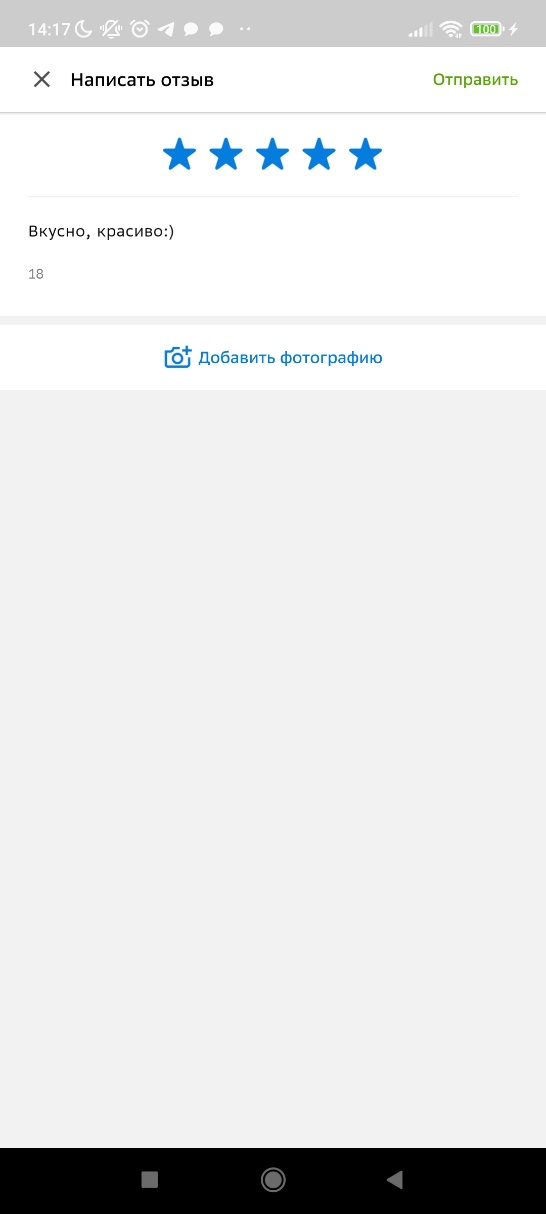 14:17
100
Написать отзыв
Отправить
Вкусно, красиво:)
18
Добавить фотографию